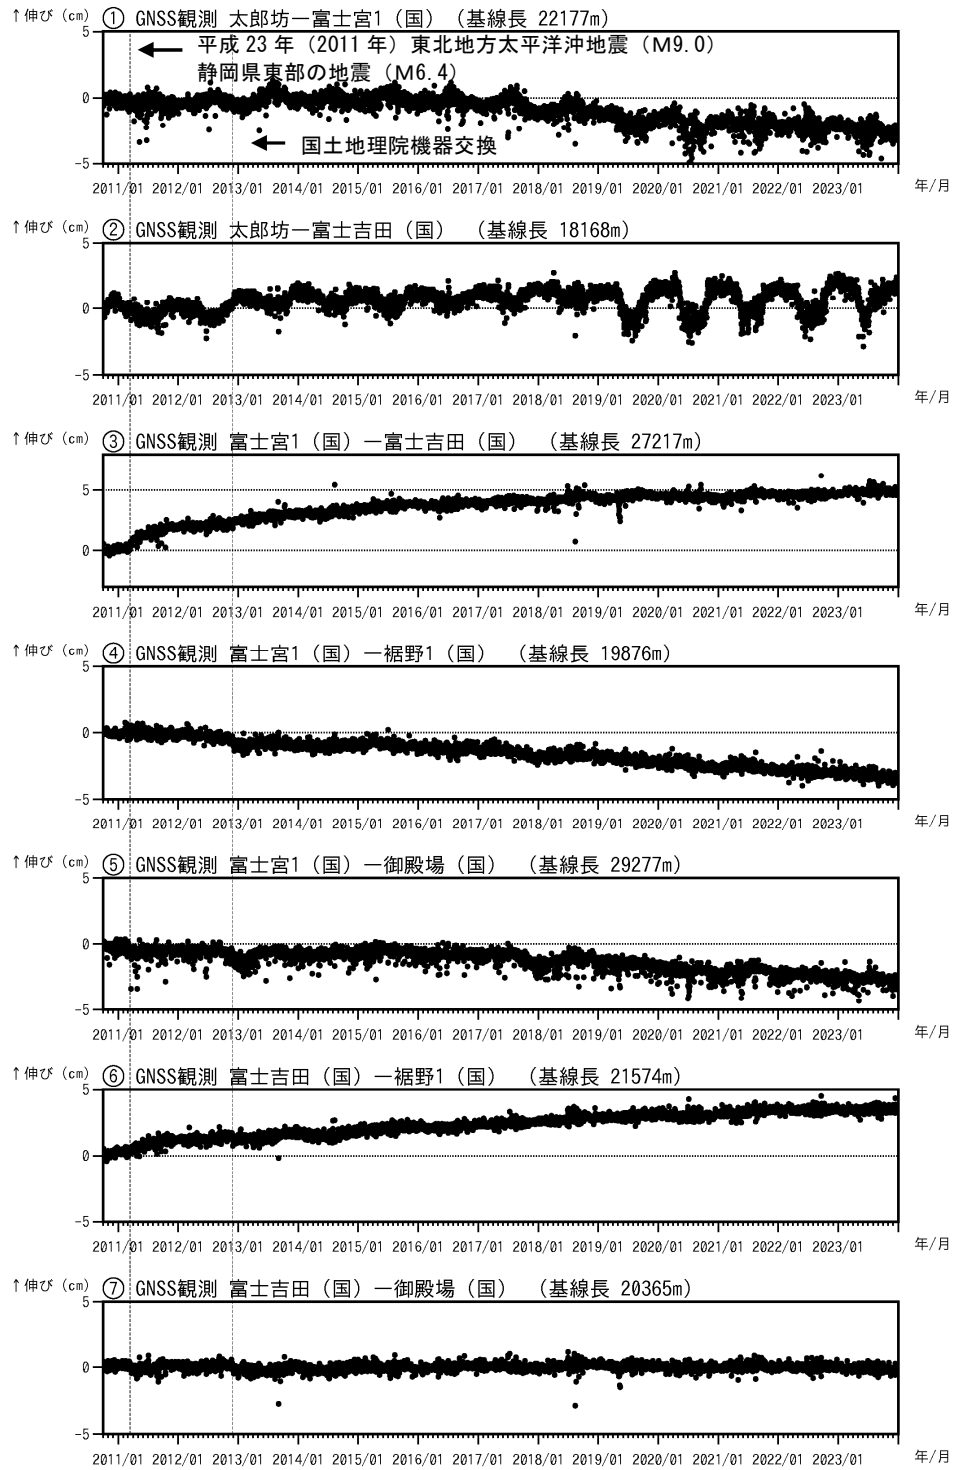 ↑伸び（cm） ① GNSS観測 太郎坊－富士宮1（国）（基線長 22177m）
5
平成 23 年（2011 年）東北地方太平洋沖地震（M9.0）
静岡県東部の地震（M6.4）
0
国土地理院機器交換
-5
2011/01 2012/01 2013/01 2014/01 2015/01 2016/01 2017/01 2018/01 2019/01 2020/01 2021/01 2022/01 2023/01 年/月
↑伸び（cm） ② GNSS観測 太郎坊－富士吉田（国） （基線長 18168m）
5
0
-5
2011/01 2012/01 2013/01 2014/01 2015/01 2016/01 2017/01 2018/01 2019/01 2020/01 2021/01 2022/01 2023/01 年/月
↑伸び（cm） ③ GNSS観測 富士宮1（国）－富士吉田（国） （基線長 27217m）
5
0
2011/01 2012/01 2013/01 2014/01 2015/01 2016/01 2017/01 2018/01 2019/01 2020/01 2021/01 2022/01 2023/01 年/月
↑伸び（cm） ④ GNSS観測 富士宮1（国）－裾野1（国） （基線長 19876m）
5
0
-5
2011/01 2012/01 2013/01 2014/01 2015/01 2016/01 2017/01 2018/01 2019/01 2020/01 2021/01 2022/01 2023/01 年/月
↑伸び（cm） ⑤ GNSS観測 富士宮1（国）－御殿場（国） （基線長 29277m）
5
0
-5
2011/01 2012/01 2013/01 2014/01 2015/01 2016/01 2017/01 2018/01 2019/01 2020/01 2021/01 2022/01 2023/01 年/月
↑伸び（cm） ⑥ GNSS観測 富士吉田（国）－裾野1（国） （基線長 21574m）
5
0
-5
2011/01 2012/01 2013/01 2014/01 2015/01 2016/01 2017/01 2018/01 2019/01 2020/01 2021/01 2022/01 2023/01 年/月
↑伸び（cm） ⑦ GNSS観測 富士吉田（国）－御殿場（国） （基線長 20365m）
5
0
-5
2011/01 2012/01 2013/01 2014/01 2015/01 2016/01 2017/01 2018/01 2019/01 2020/01 2021/01 2022/01 2023/01 年/月